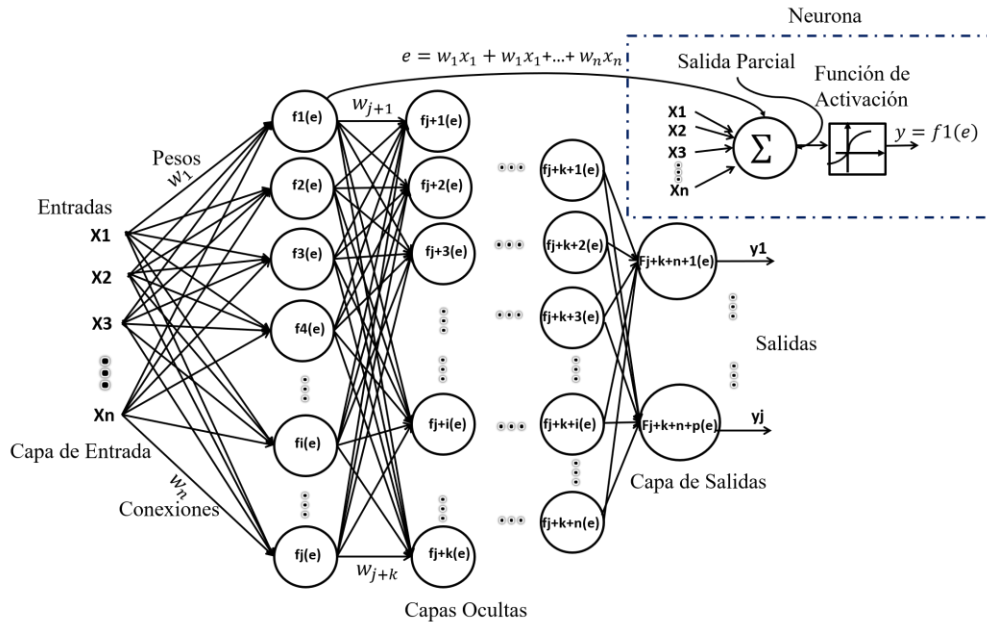 Neurona
e = w₁x₁ + w₁x₁+...+ wₙxₙ
Salida Parcial
Función de
Activación
X1
X2
X3
Xn
Σ
y = f1(e)
Pesos
w₁
Entradas
X1
X2
X3
Xn
Capa de Entrada
wₙ
Conexiones
f1(e)
f2(e)
f3(e)
f4(e)
fi(e)
fj(e)
wⱼ₊₁
wⱼ₊ₖ
fj+1(e)
fj+2(e)
fj+3(e)
fj+i(e)
fj+k(e)
Capas Ocultas
fj+k+1(e)
fj+k+2(e)
fj+k+3(e)
fj+k+i(e)
fj+k+n(e)
Fj+k+n+1(e)
Fj+k+n+p(e)
Capa de Salidas
y1
Salidas
yj